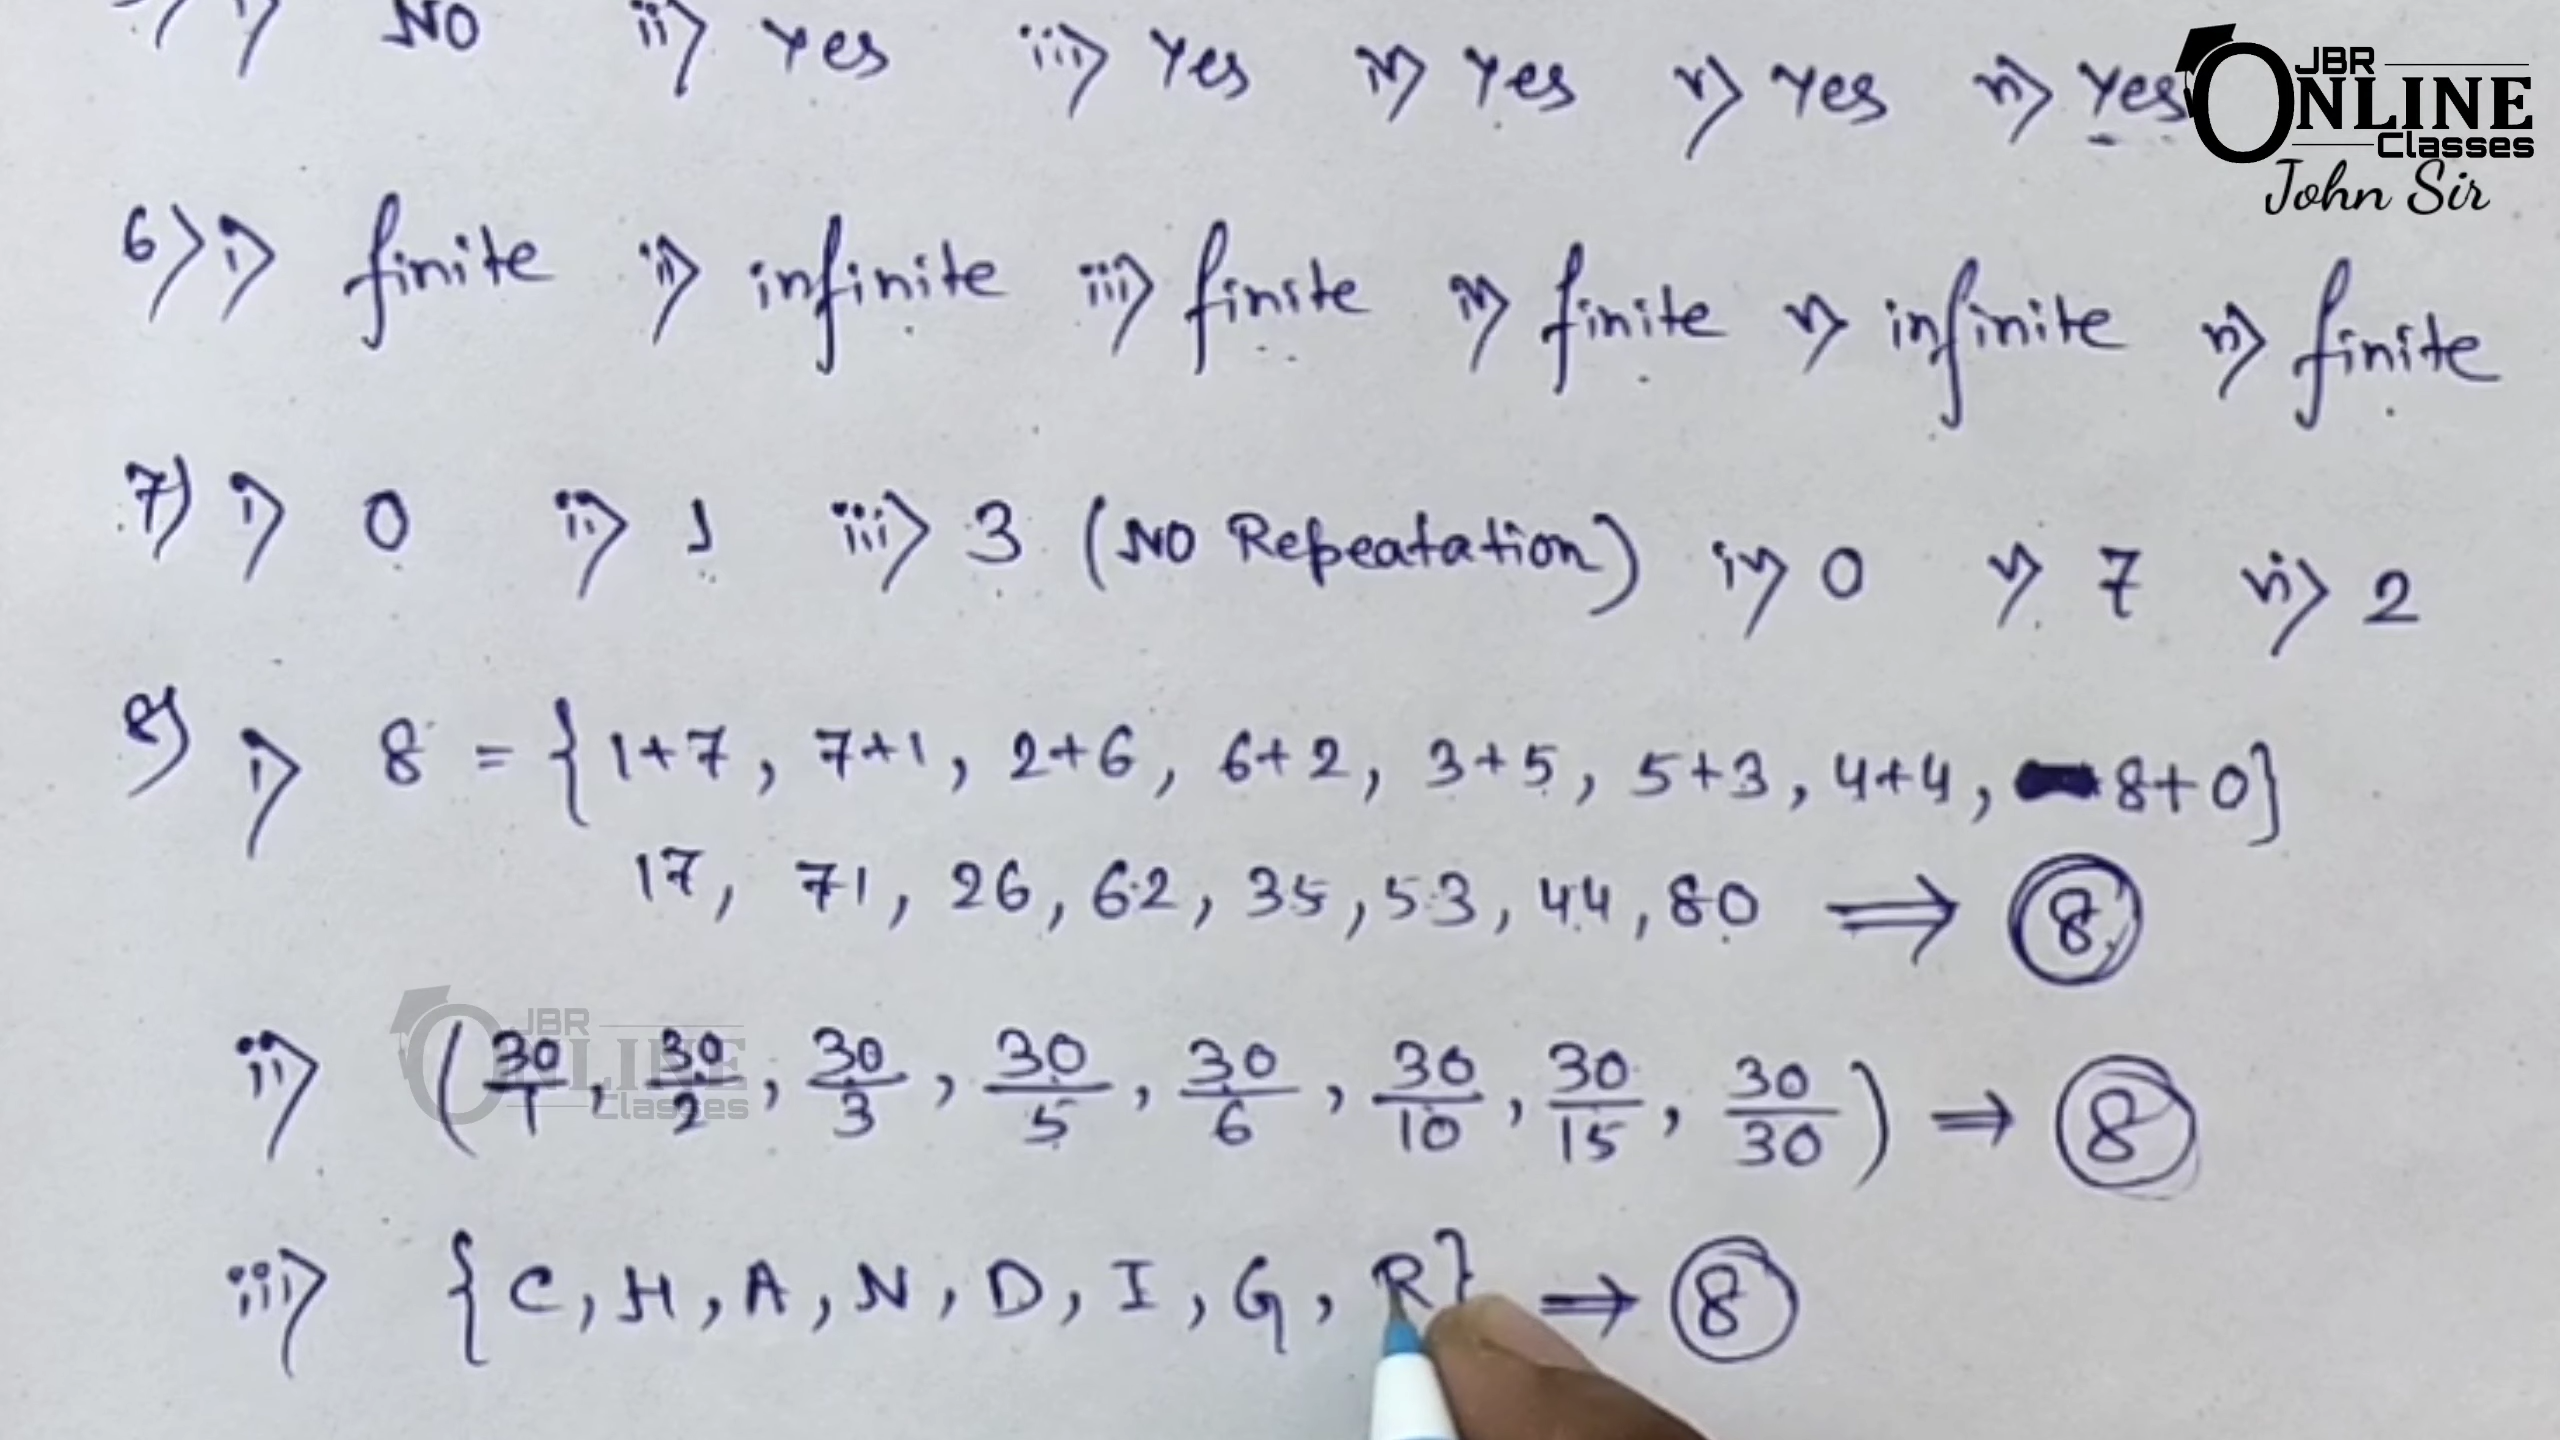 i) NO ii) Yes iii) Yes iv) Yes v) Yes vi) Yes
JBR
ONLINE
Classes
John Sir
6) i) finite ii) infinite iii) finite iv) finite v) infinite vi) finite
7) i) 0 ii) 1 iii) 3 (NO Repeatation) iv) 0 v) 7 vi) 2
8) i) 8 = {1+7, 7+1, 2+6, 6+2, 3+5, 5+3, 4+4, 8+0}
17, 71, 26, 62, 35, 53, 44, 80 ⇒ 8
JBR
ONLINE
Classes
ii) (30/1, 30/2, 30/3, 30/5, 30/6, 30/10, 30/15, 30/30) ⇒ 8
iii) {C, H, A, N, D, I, G, R} ⇒ 8